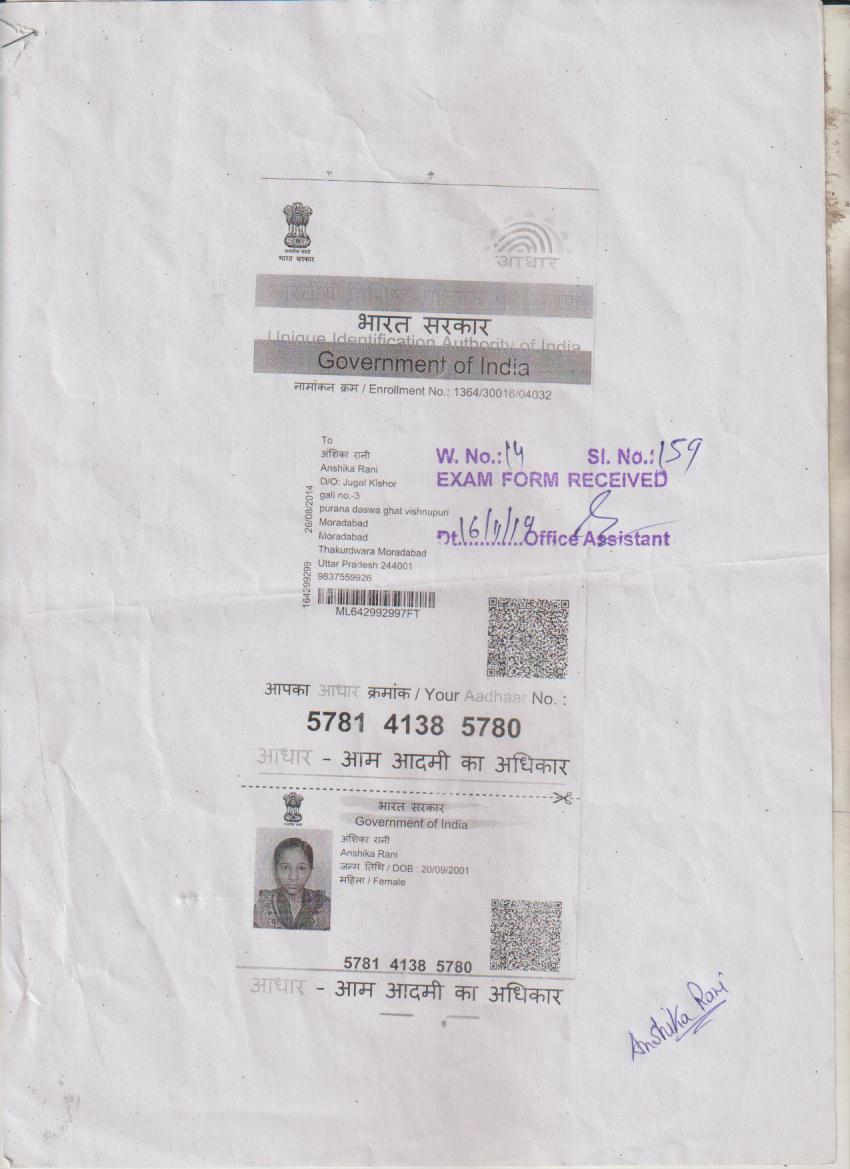 सत्यमेव जयते
भारत सरकार
आधार
भारत सरकार
Unique Identification Authority of India
Government of India
नामांकन क्रम / Enrollment No.: 1364/30016/04032
To
अंशिका रानी
Anshika Rani
D/O: Jugal Kishor
gali no.-3
purana daswa ghat vishnupuri
Moradabad
Moradabad
Thakurdwara Moradabad
Uttar Pradesh 244001
9837559926
26/08/2014
164299299
ML642992997FT
W. No.: 14 Sl. No.: 159
EXAM FORM RECEIVED
Dt. 16/11/19 Office Assistant
आपका आधार क्रमांक / Your Aadhaar No. :
5781 4138 5780
आधार - आम आदमी का अधिकार
भारत सरकार
Government of India
अंशिका रानी
Anshika Rani
जन्म तिथि / DOB : 20/09/2001
महिला / Female
5781 4138 5780
आधार - आम आदमी का अधिकार
Anshika Rani